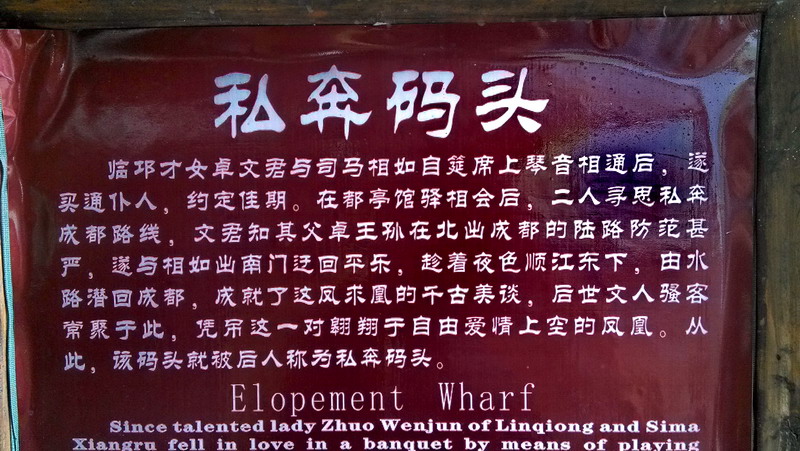 私奔码头
临邛才女卓文君与司马相如自筵席上琴音相通后，遂
买通仆人，约定佳期。在都亭馆驿相会后，二人寻思私奔
成都路线，文君知其父卓王孙在北出成都的陆路防范甚
严，遂与相如出南门迂回平乐，趁着夜色顺江东下，由水
路潜回成都，成就了这凤求凰的千古美谈，后世文人骚客
常聚于此，凭吊这一对翱翔于自由爱情上空的凤凰。从
此，该码头就被后人称为私奔码头。
Elopement Wharf
Since talented lady Zhuo Wenjun of Linqiong and Sima
Xiangru fell in love in a banquet by means of playing